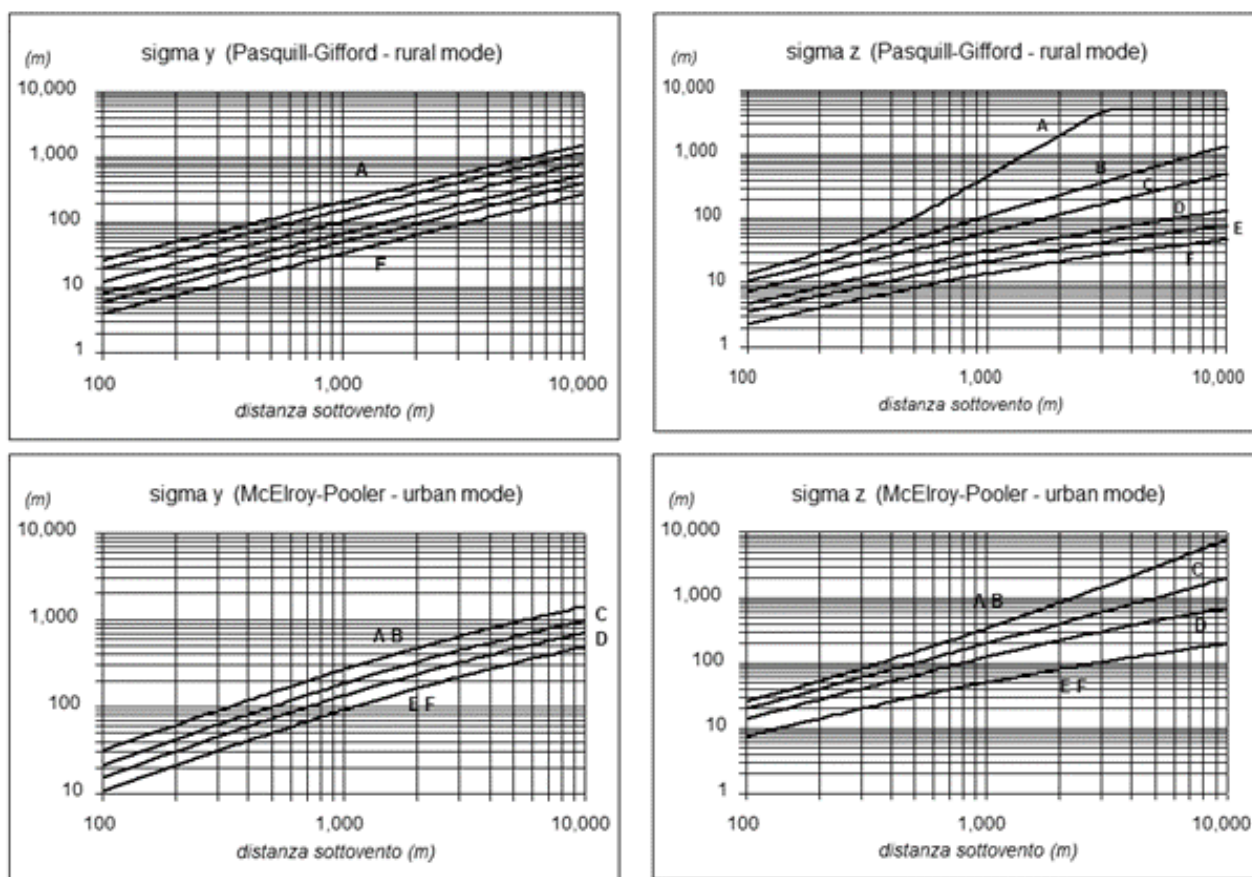 sigma y (Pasquill-Gifford - rural mode)
(m)
10,000
1,000
100
10
1
A
F
100
1,000
10,000
distanza sottovento (m)
sigma z (Pasquill-Gifford - rural mode)
(m)
10,000
1,000
100
10
1
A
B
C
D
E
F
100
1,000
10,000
distanza sottovento (m)
sigma y (McElroy-Pooler - urban mode)
(m)
10,000
1,000
100
10
A B
C
D
E F
100
1,000
10,000
distanza sottovento (m)
sigma z (McElroy-Pooler - urban mode)
(m)
10,000
1,000
100
10
1
A B
C
D
E F
100
1,000
10,000
distanza sottovento (m)